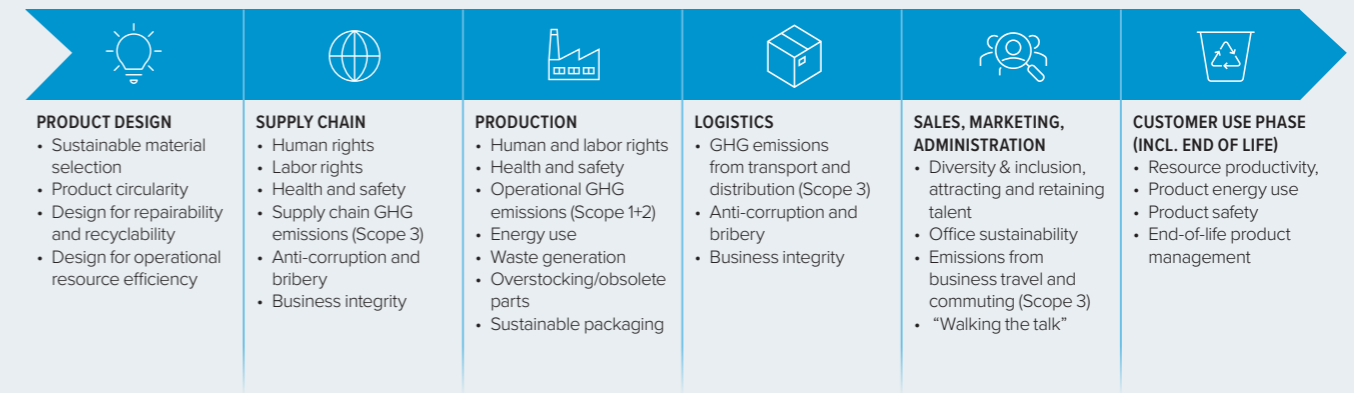 PRODUCT DESIGN
• Sustainable material
selection
• Product circularity
• Design for repairability
and recyclability
• Design for operational
resource efficiency
SUPPLY CHAIN
• Human rights
• Labor rights
• Health and safety
• Supply chain GHG
emissions (Scope 3)
• Anti-corruption and
bribery
• Business integrity
PRODUCTION
• Human and labor rights
• Health and safety
• Operational GHG
emissions (Scope 1+2)
• Energy use
• Waste generation
• Overstocking/obsolete
parts
• Sustainable packaging
LOGISTICS
• GHG emissions
from transport and
distribution (Scope 3)
• Anti-corruption and
bribery
• Business integrity
SALES, MARKETING,
ADMINISTRATION
• Diversity & inclusion,
attracting and retaining
talent
• Office sustainability
• Emissions from
business travel and
commuting (Scope 3)
• “Walking the talk”
CUSTOMER USE PHASE
(INCL. END OF LIFE)
• Resource productivity,
• Product energy use
• Product safety
• End-of-life product
management